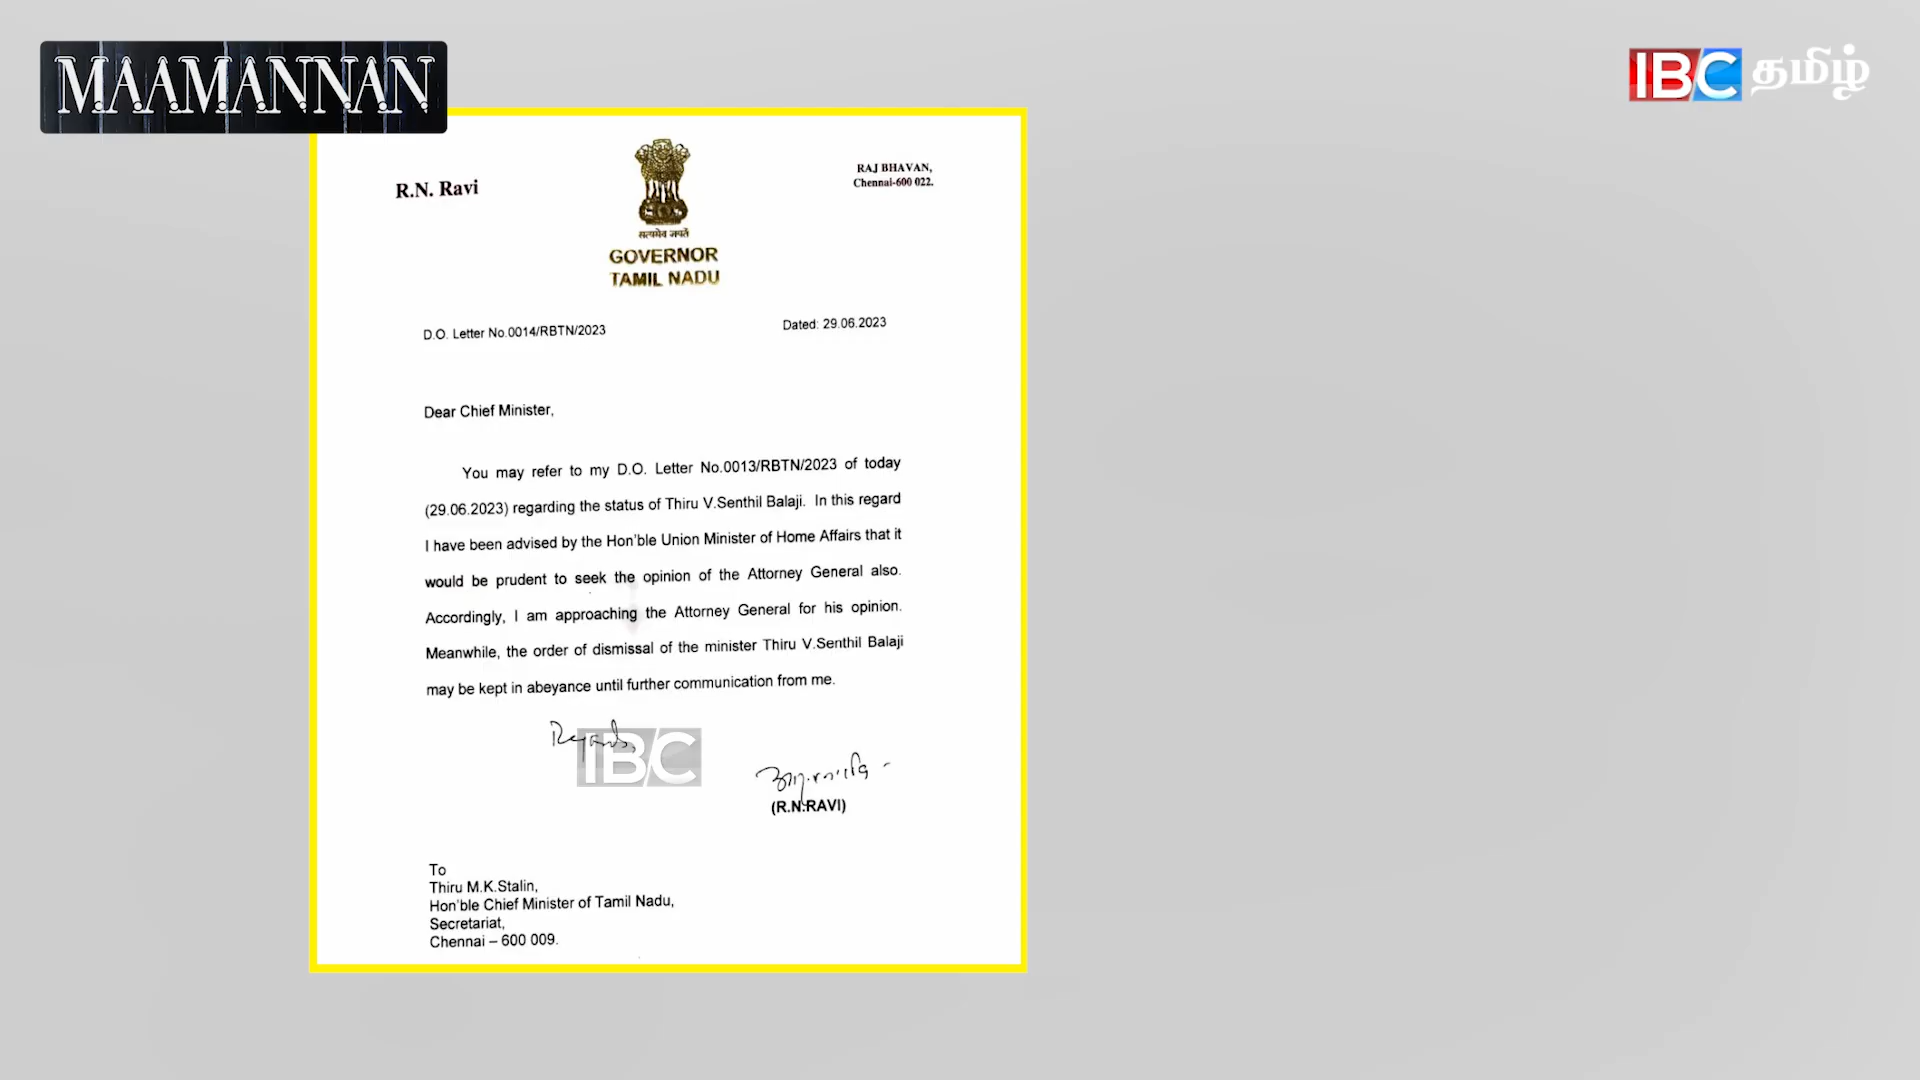 MAAMANNAN
IBC தமிழ்
R.N. Ravi
RAJ BHAVAN,
Chennai-600 022.
सत्यमेव जयते
GOVERNOR
TAMIL NADU
D.O. Letter No.0014/RBTN/2023
Dated: 29.06.2023
Dear Chief Minister,
You may refer to my D.O. Letter No.0013/RBTN/2023 of today
(29.06.2023) regarding the status of Thiru V.Senthil Balaji. In this regard
I have been advised by the Hon'ble Union Minister of Home Affairs that it
would be prudent to seek the opinion of the Attorney General also.
Accordingly, I am approaching the Attorney General for his opinion.
Meanwhile, the order of dismissal of the minister Thiru V.Senthil Balaji
may be kept in abeyance until further communication from me.
Regards,
IBC
(R.N.RAVI)
To
Thiru M.K.Stalin,
Hon'ble Chief Minister of Tamil Nadu,
Secretariat,
Chennai – 600 009.